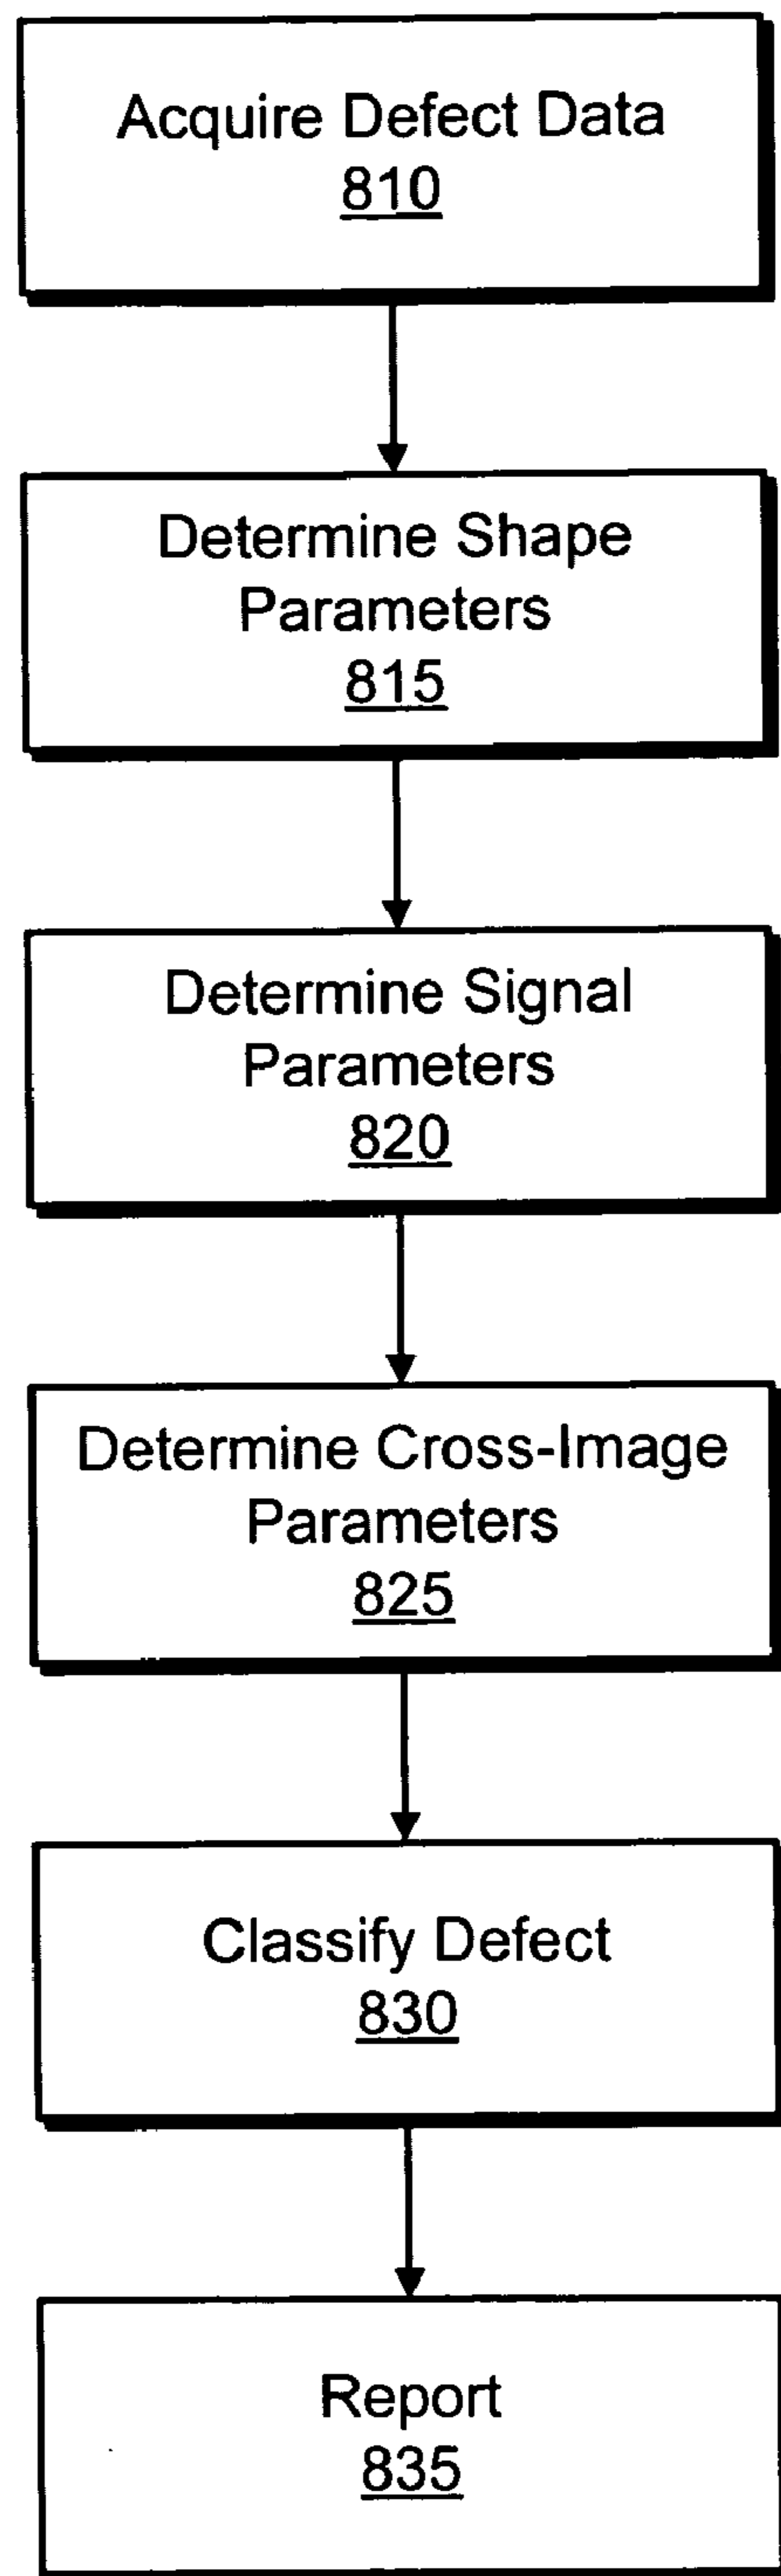 Acquire Defect Data
810
Determine Shape
Parameters
815
Determine Signal
Parameters
820
Determine Cross-Image
Parameters
825
Classify Defect
830
Report
835